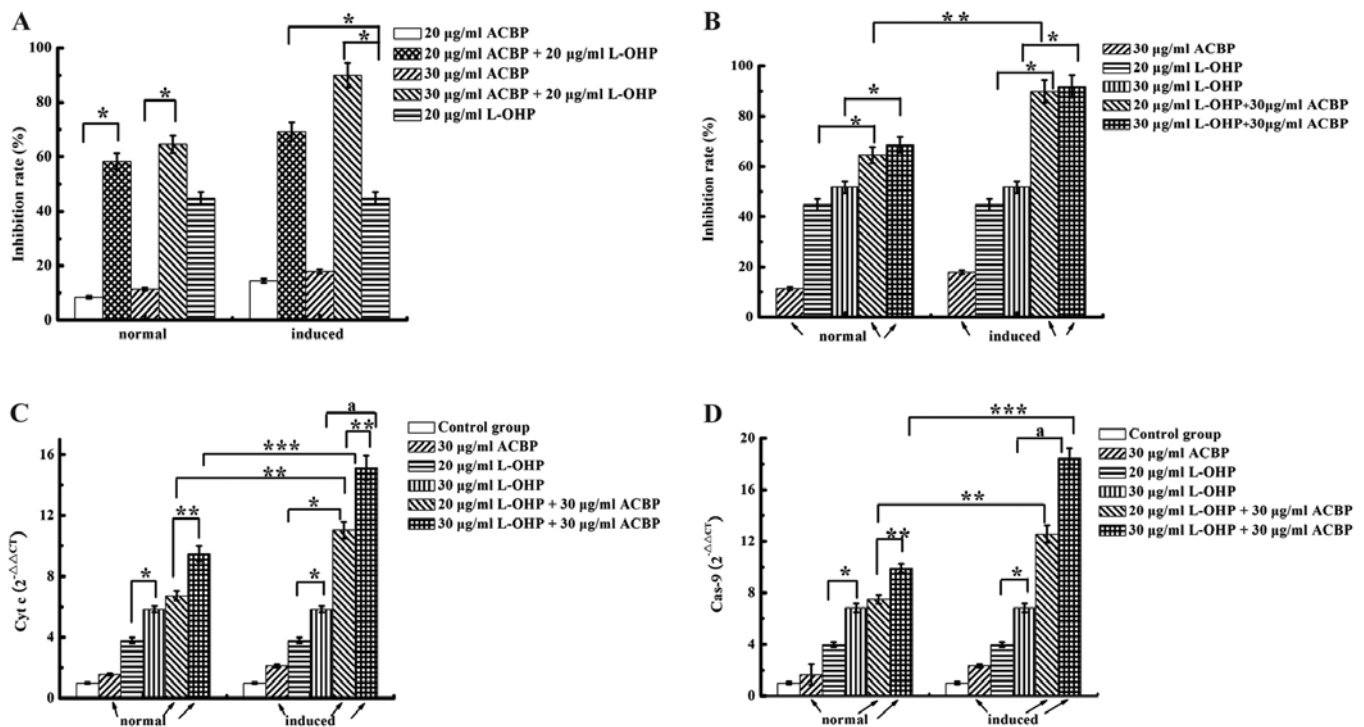 A
20 µg/ml ACBP
20 µg/ml ACBP + 20 µg/ml L-OHP
30 µg/ml ACBP
30 µg/ml ACBP + 20 µg/ml L-OHP
20 µg/ml L-OHP
Inhibition rate (%)
100
80
60
40
20
0
*
*
*
*
normal
induced
B
30 µg/ml ACBP
20 µg/ml L-OHP
30 µg/ml L-OHP
20 µg/ml L-OHP+30µg/ml ACBP
30 µg/ml L-OHP+30µg/ml ACBP
Inhibition rate (%)
100
80
60
40
20
0
*
*
**
*
*
normal
induced
C
Control group
30 µg/ml ACBP
20 µg/ml L-OHP
30 µg/ml L-OHP
20 µg/ml L-OHP + 30 µg/ml ACBP
30 µg/ml L-OHP + 30 µg/ml ACBP
Cyt c (2^-△△CT)
16
12
8
4
0
*
**
***
**
*
*
a
**
normal
induced
D
Control group
30 µg/ml ACBP
20 µg/ml L-OHP
30 µg/ml L-OHP
20 µg/ml L-OHP + 30 µg/ml ACBP
30 µg/ml L-OHP + 30 µg/ml ACBP
Cas-9 (2^-△△CT)
20
16
12
8
4
0
*
**
***
**
*
a
normal
induced